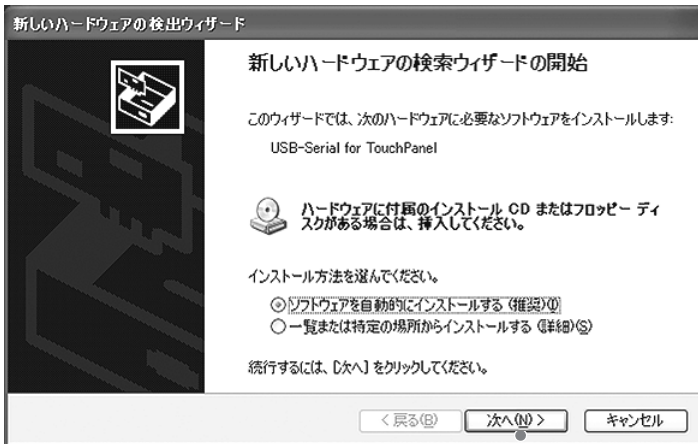 新しいハードウェアの検出ウィザード
新しいハードウェアの検索ウィザードの開始
このウィザードでは、次のハードウェアに必要なソフトウェアをインストールします:
USB-Serial for TouchPanel
ハードウェアに付属のインストール CD またはフロッピー ディ
スクがある場合は、挿入してください。
インストール方法を選んでください。
ソフトウェアを自動的にインストールする (推奨)(I)
一覧または特定の場所からインストールする (詳細)(S)
続行するには、[次へ] をクリックしてください。
< 戻る(B) 次へ(N) > キャンセル